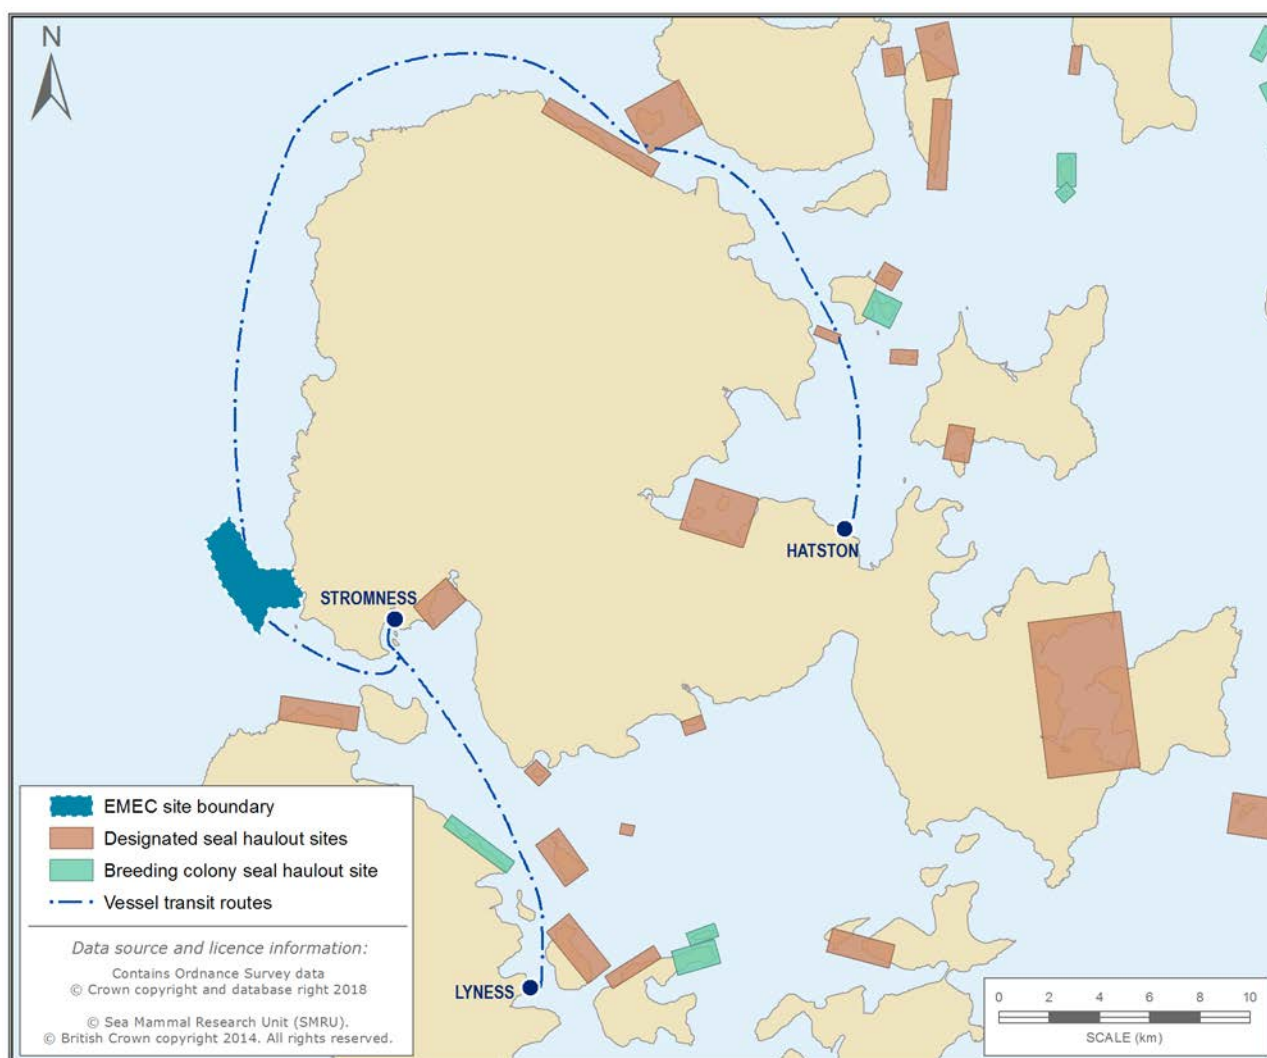 N
HATSTON
STROMNESS
LYNESS
EMEC site boundary
Designated seal haulout sites
Breeding colony seal haulout site
Vessel transit routes
Data source and licence information:
Contains Ordnance Survey data
© Crown copyright and database right 2018
© Sea Mammal Research Unit (SMRU).
© British Crown copyright 2014. All rights reserved.
0 2 4 6 8 10
SCALE (km)